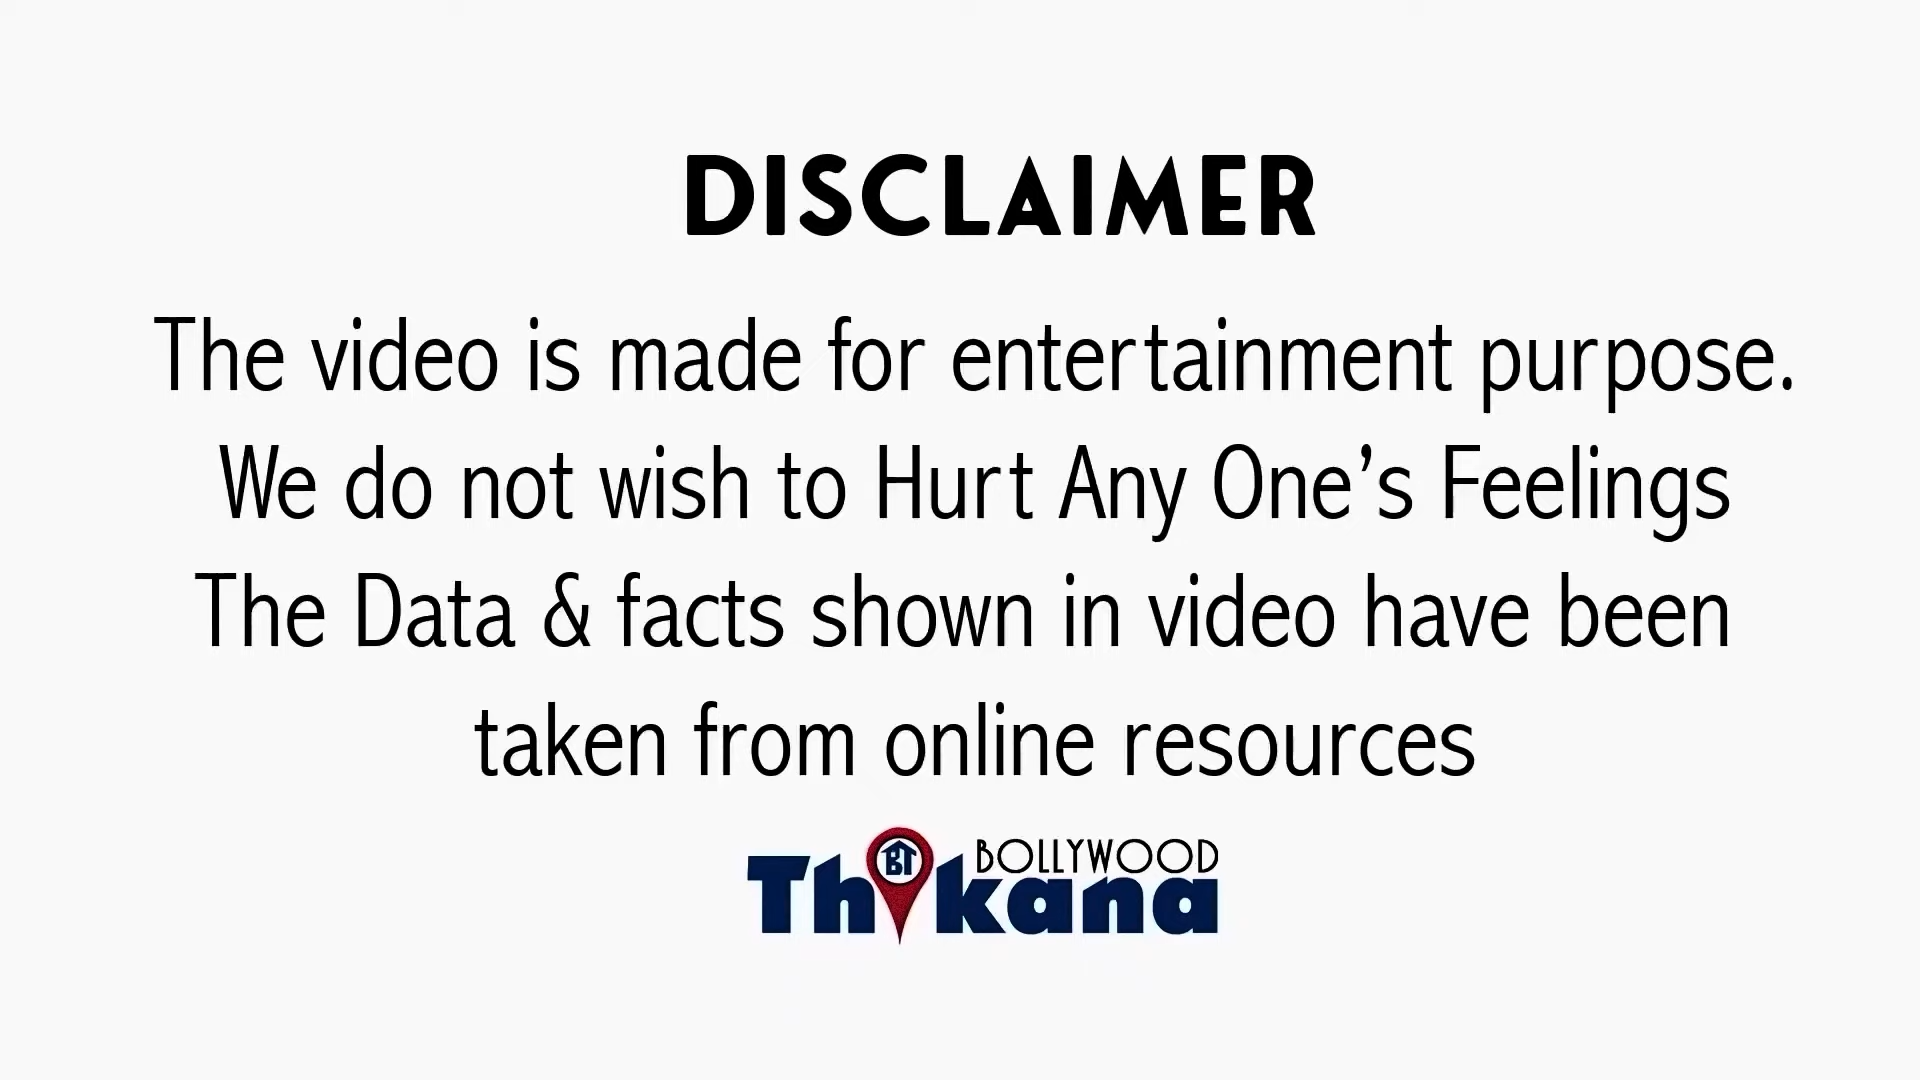 DISCLAIMER
The video is made for entertainment purpose.
We do not wish to Hurt Any One’s Feelings
The Data & facts shown in video have been
taken from online resources
BOLLYWOOD
BT
Thikana